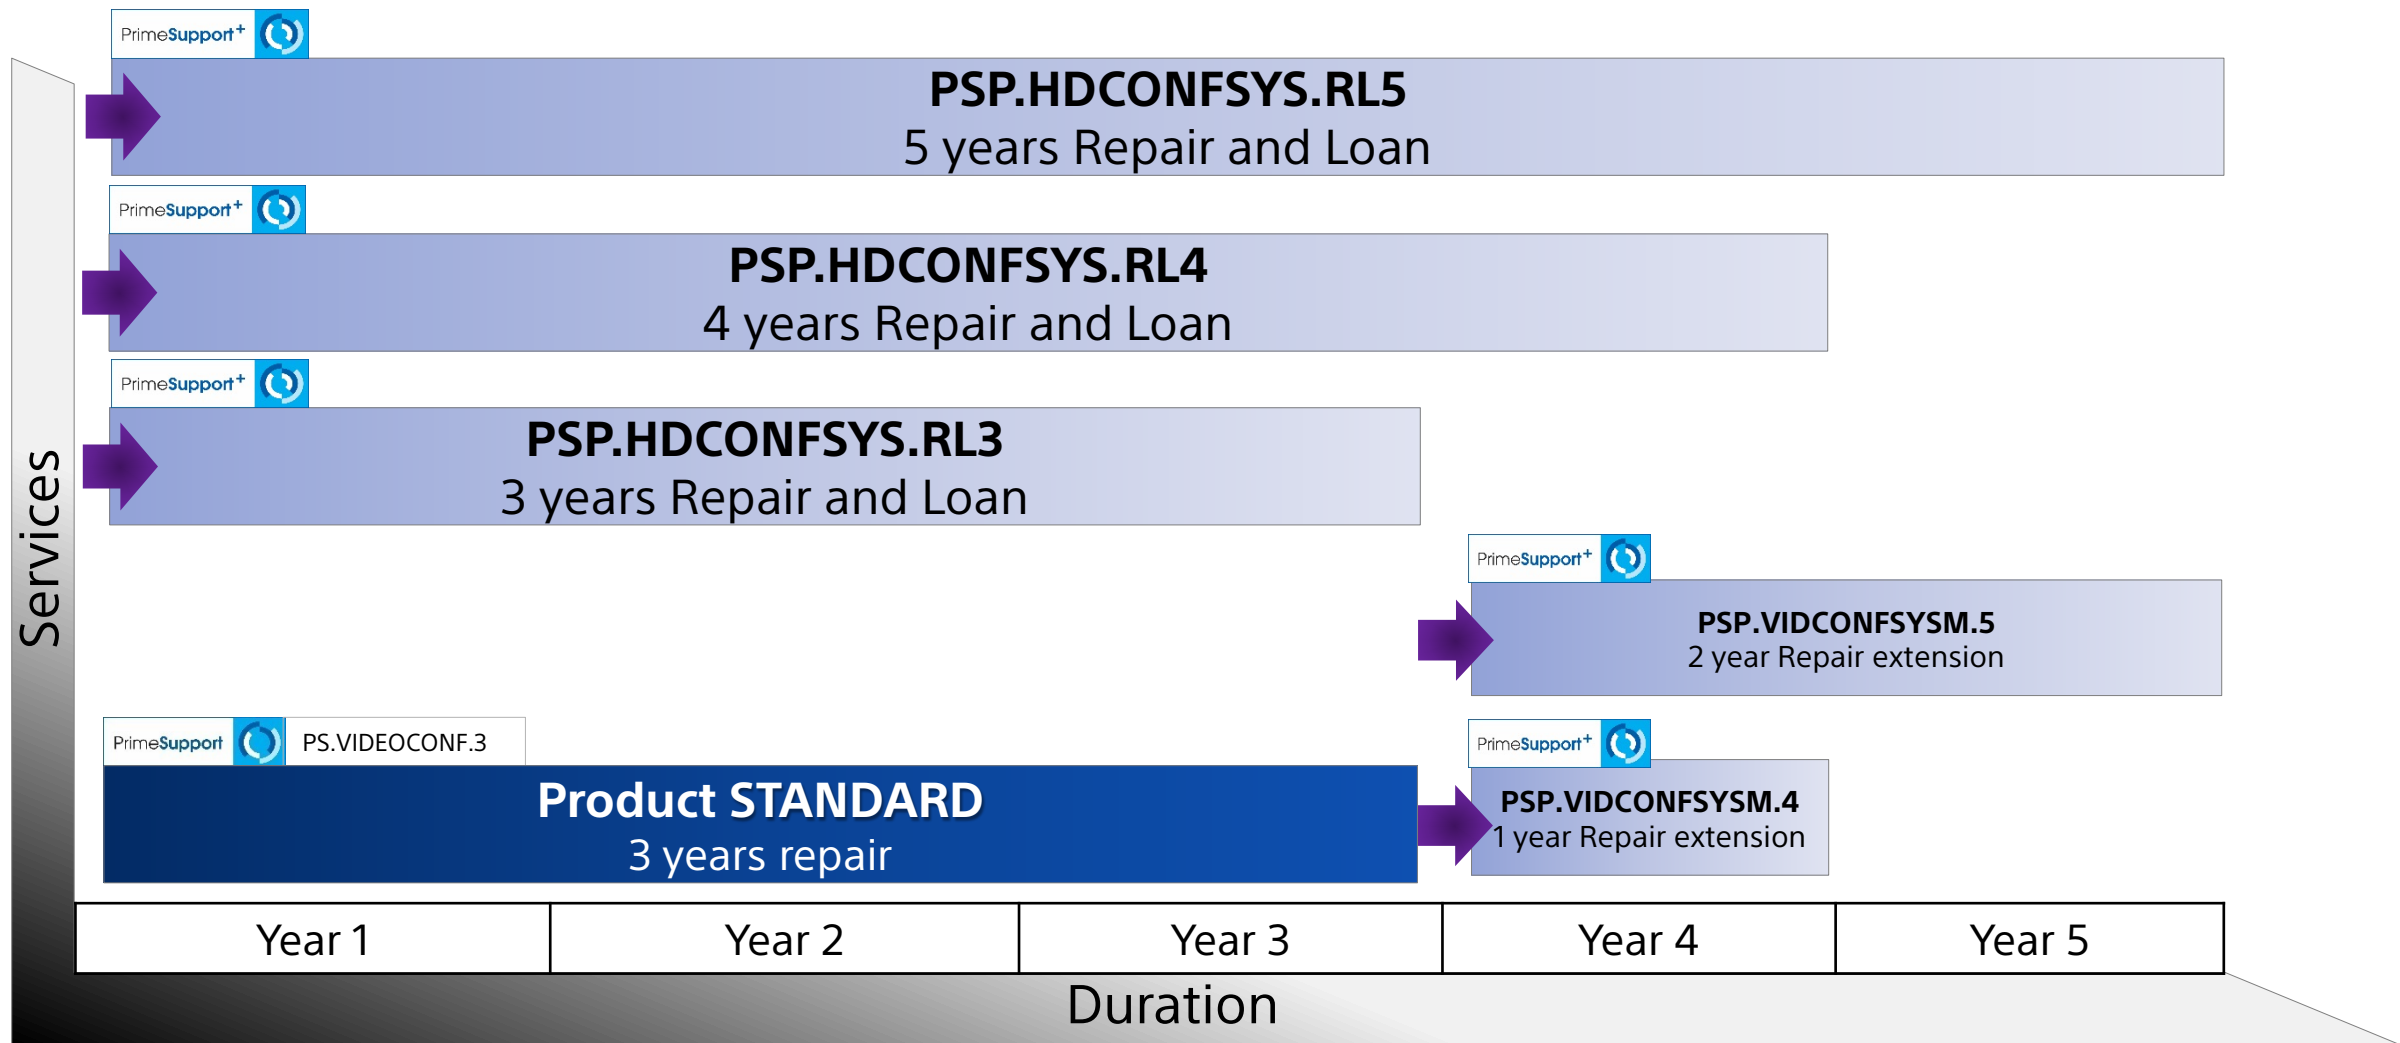 PrimeSupport+
PSP.HDCONFSYS.RL5
5 years Repair and Loan
PrimeSupport+
PSP.HDCONFSYS.RL4
4 years Repair and Loan
PrimeSupport+
PSP.HDCONFSYS.RL3
3 years Repair and Loan
Services
PrimeSupport+
PSP.VIDCONFSYSM.5
2 year Repair extension
PrimeSupport
PS.VIDEOCONF.3
Product STANDARD
3 years repair
PrimeSupport+
PSP.VIDCONFSYSM.4
1 year Repair extension
Year 1
Year 2
Year 3
Year 4
Year 5
Duration